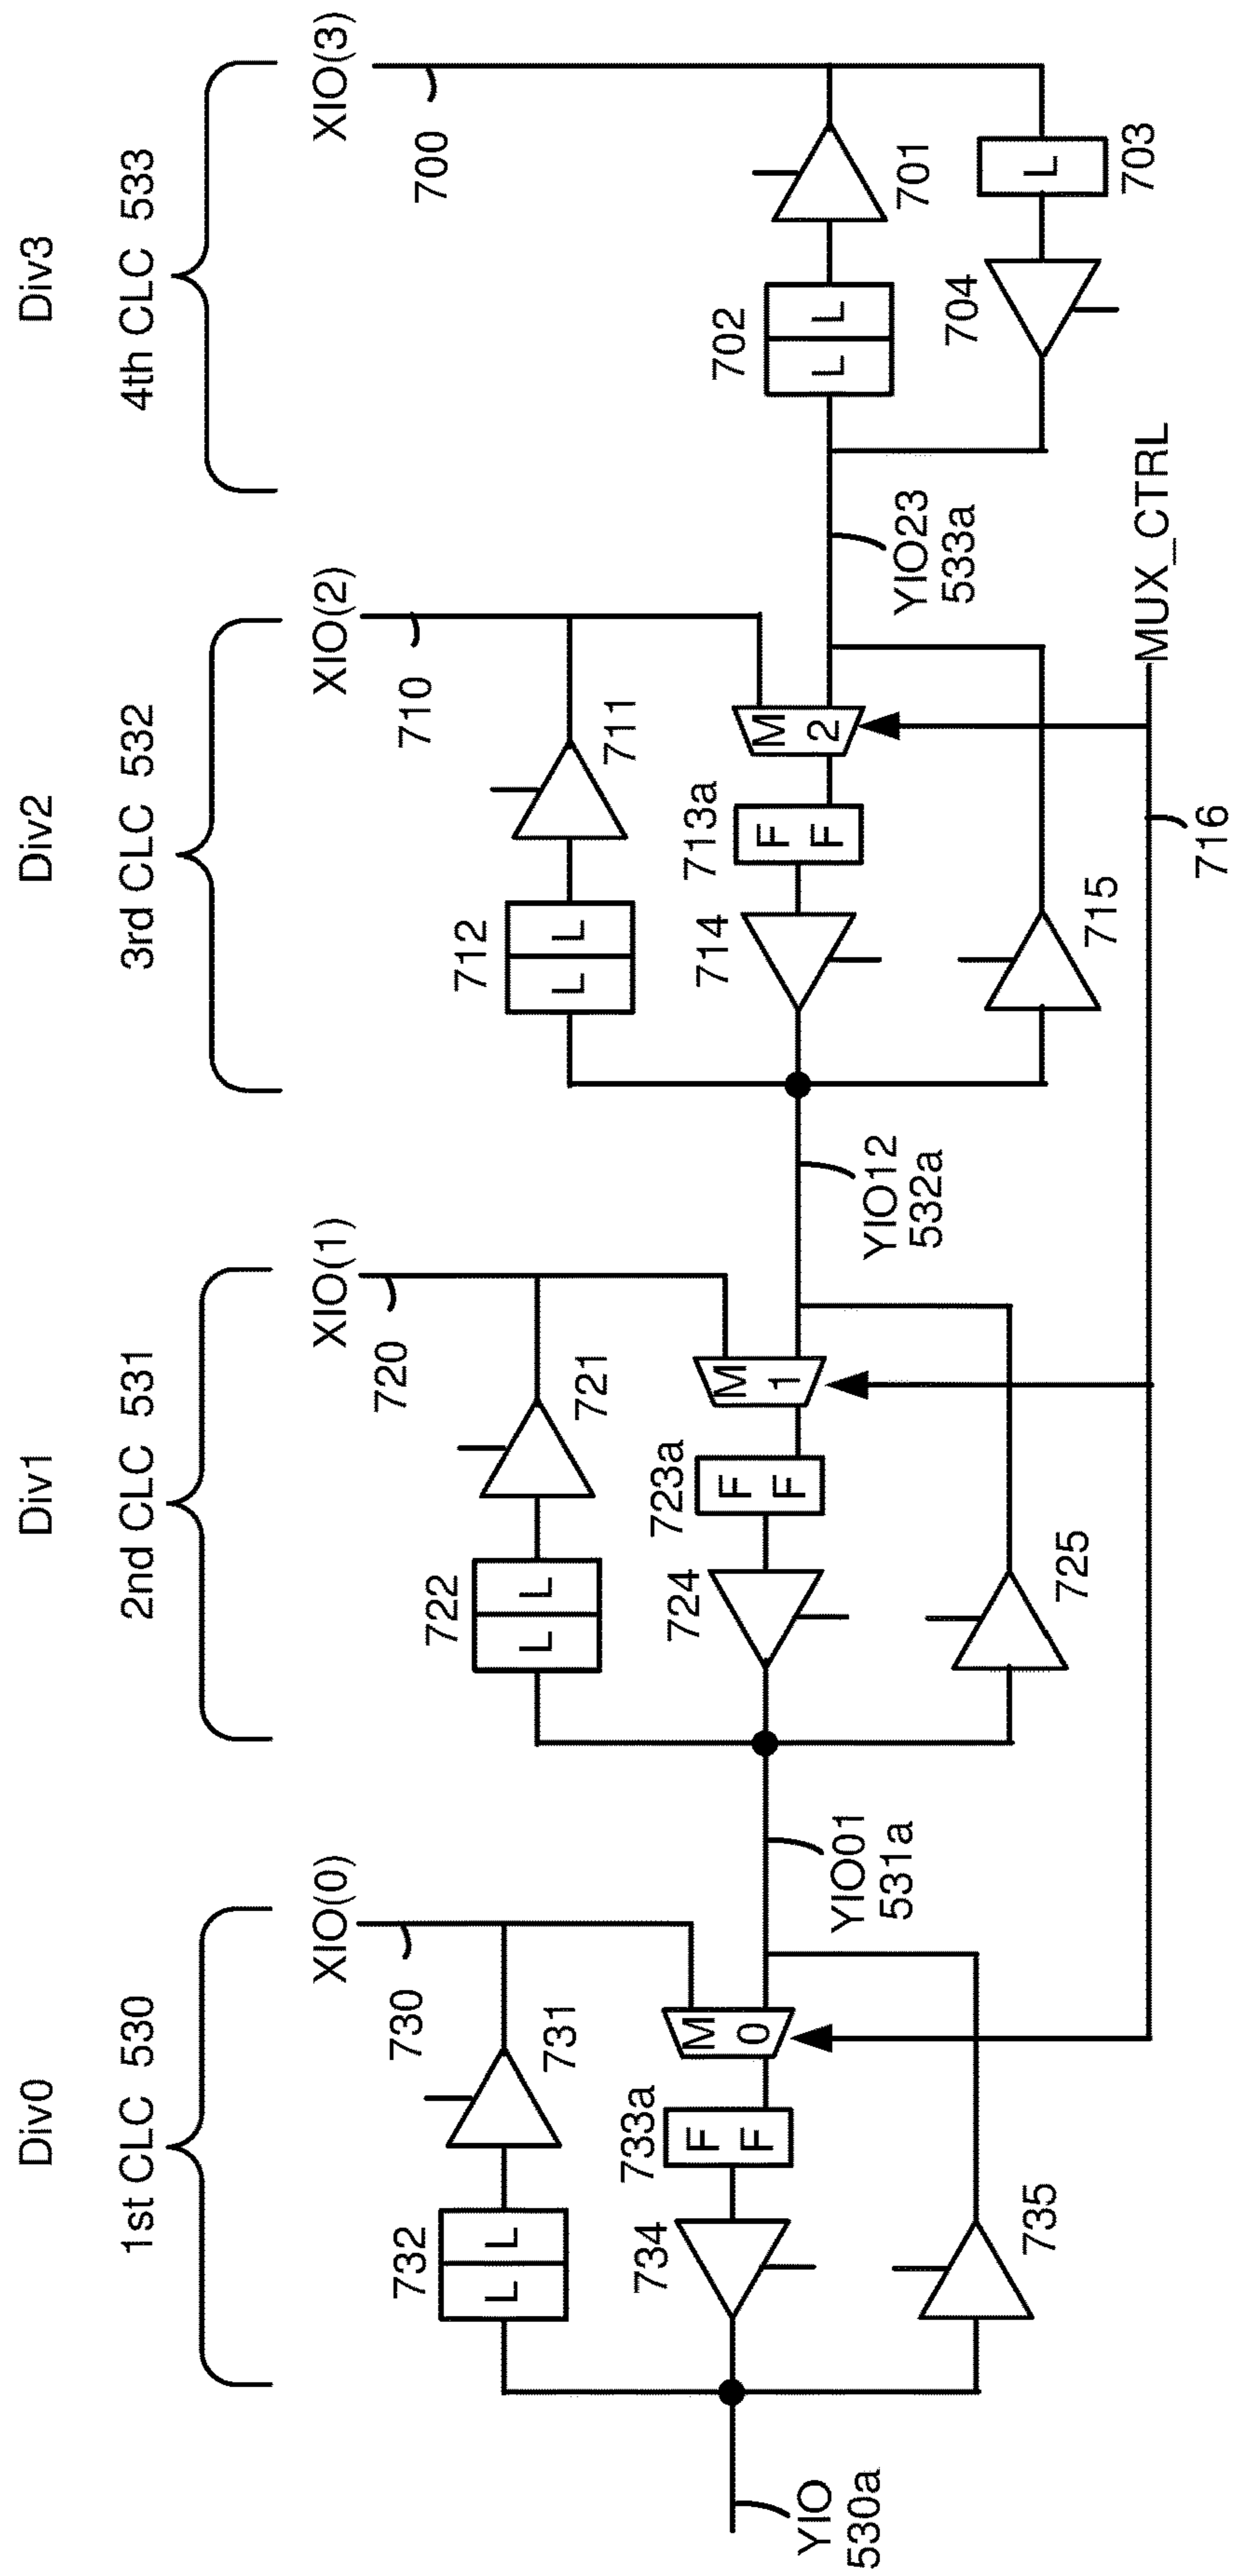 Div0
Div1
Div2
Div3
1st CLC 530
2nd CLC 531
3rd CLC 532
4th CLC 533
XIO(0)
XIO(1)
XIO(2)
XIO(3)
730
720
710
700
732
L L
731
722
L L
721
712
L L
711
733a
F F
M
0
734
723a
F F
M
1
724
713a
F F
M
2
714
702
L L
701
735
725
715
704
L
703
YIO
530a
YIO01
531a
YIO12
532a
YIO23
533a
716
MUX_CTRL